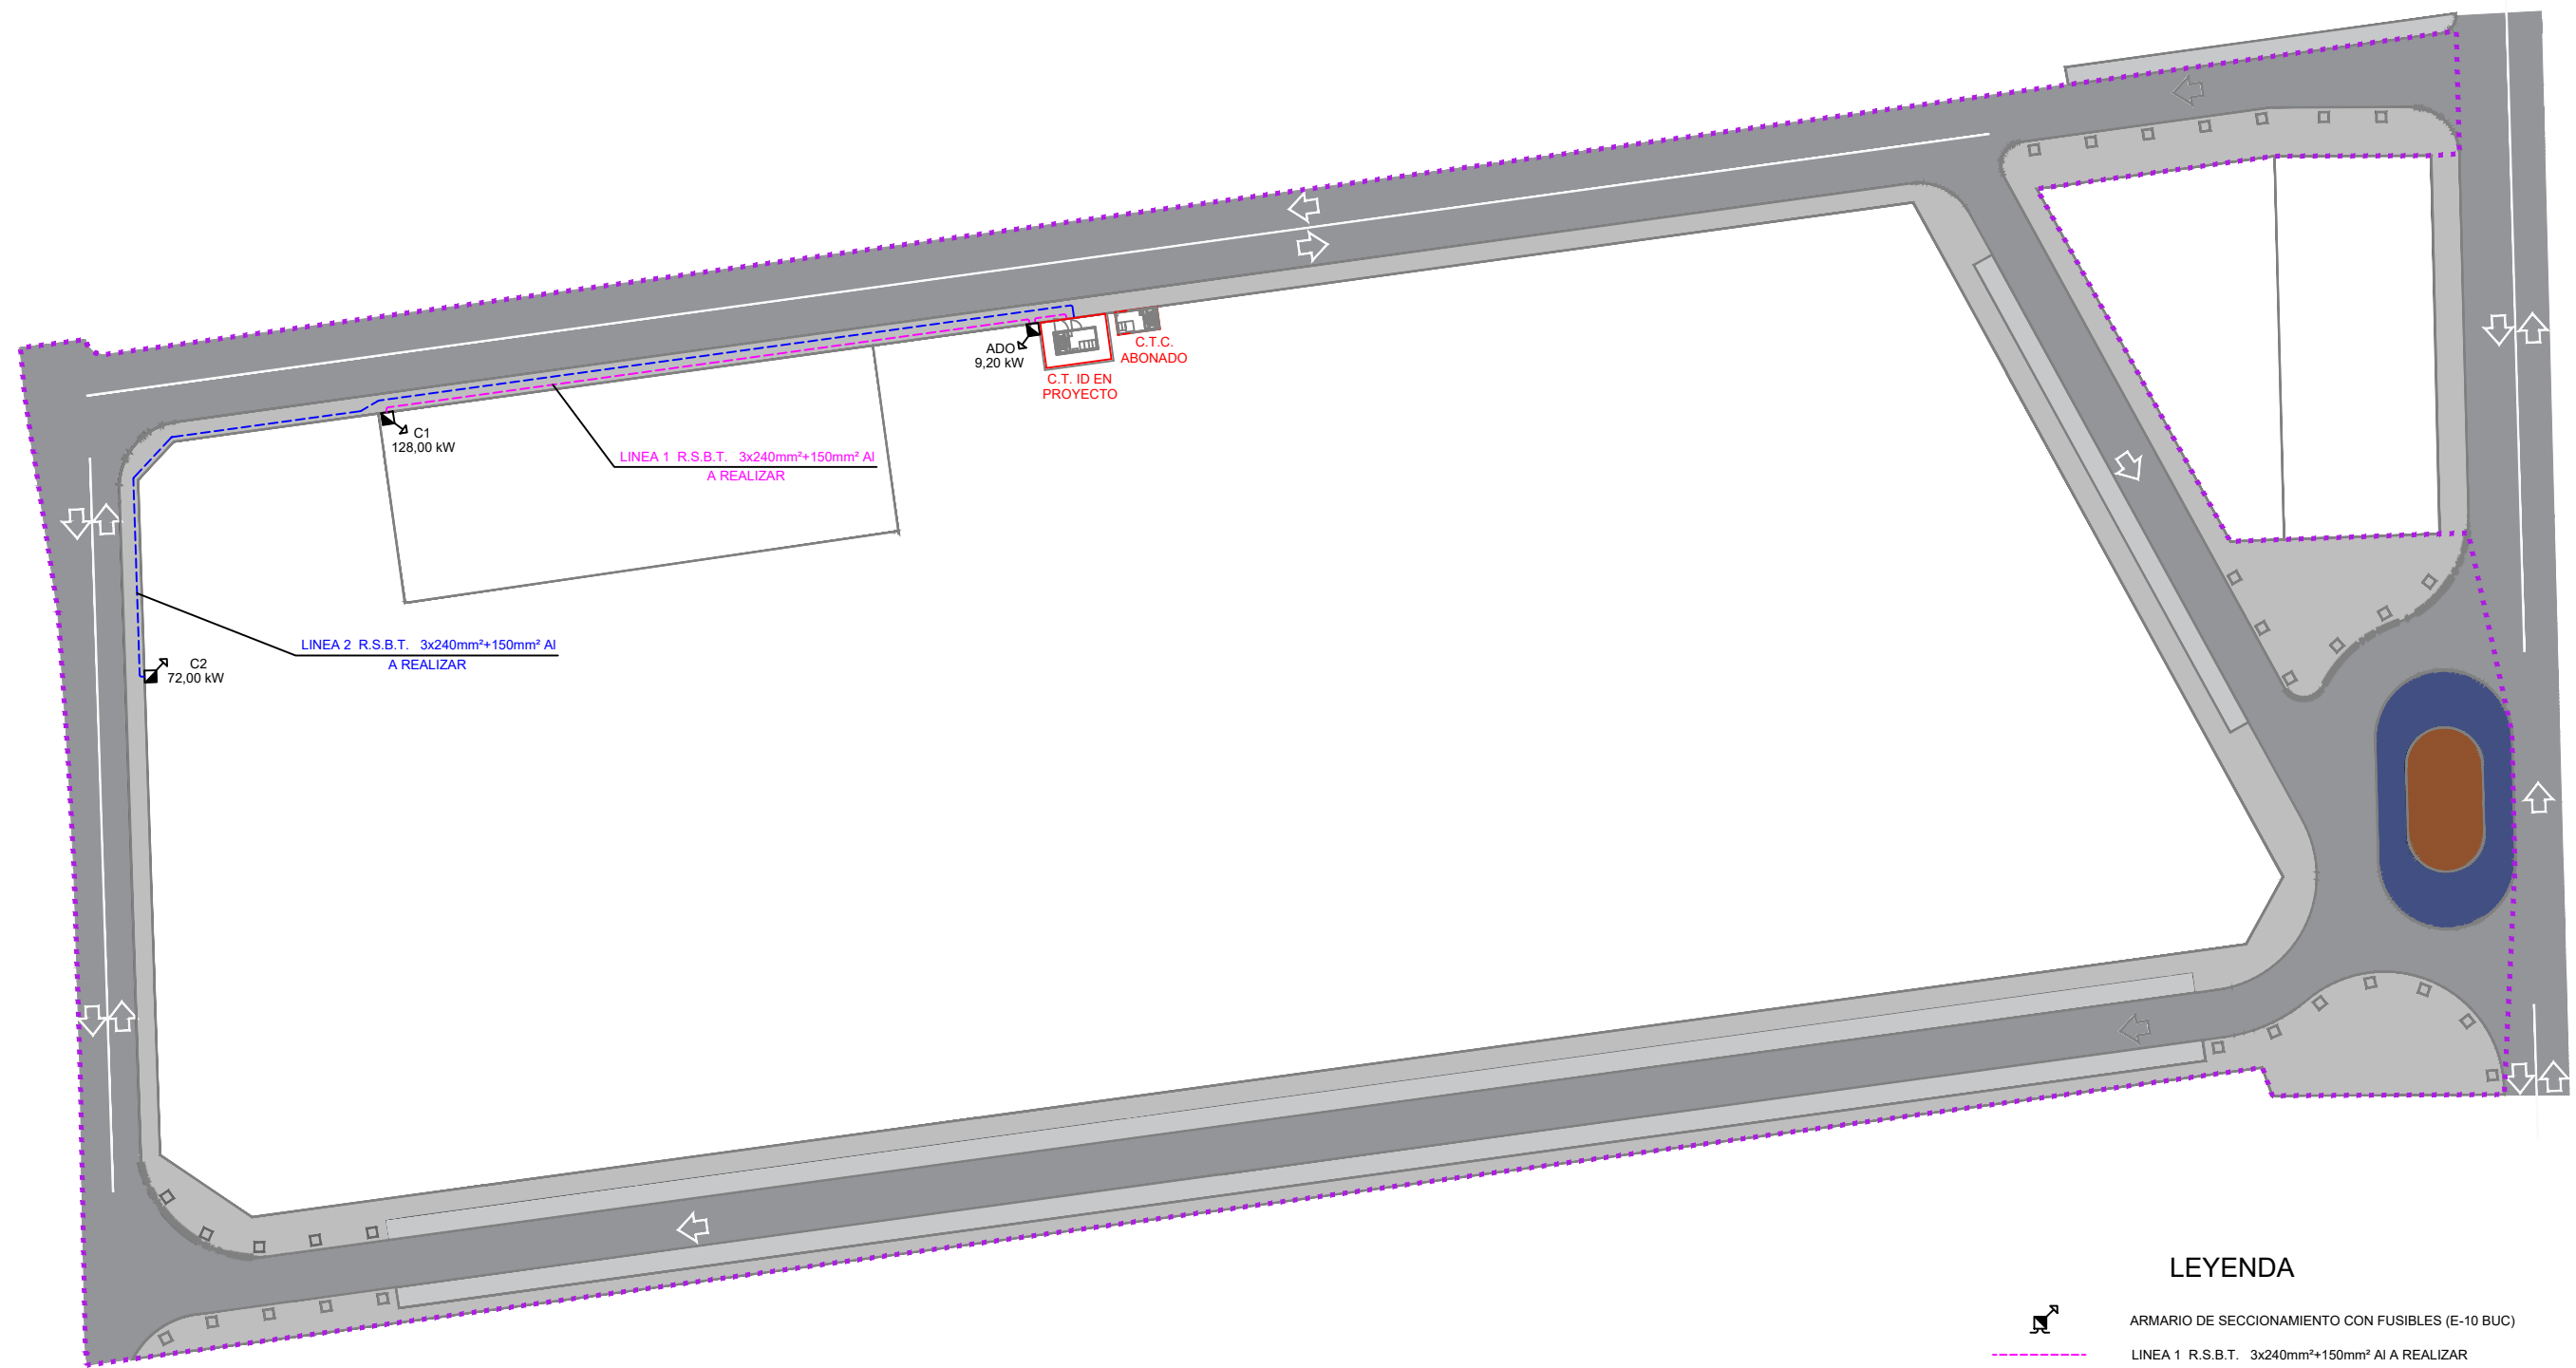 ADO
9,20 kW
C.T.C.
ABONADO
C.T. ID EN
PROYECTO
C1
128,00 kW
LINEA 1 R.S.B.T. 3x240mm²+150mm² Al
A REALIZAR
LINEA 2 R.S.B.T. 3x240mm²+150mm² Al
A REALIZAR
C2
72,00 kW
LEYENDA
ARMARIO DE SECCIONAMIENTO CON FUSIBLES (E-10 BUC)
LINEA 1 R.S.B.T. 3x240mm²+150mm² Al A REALIZAR